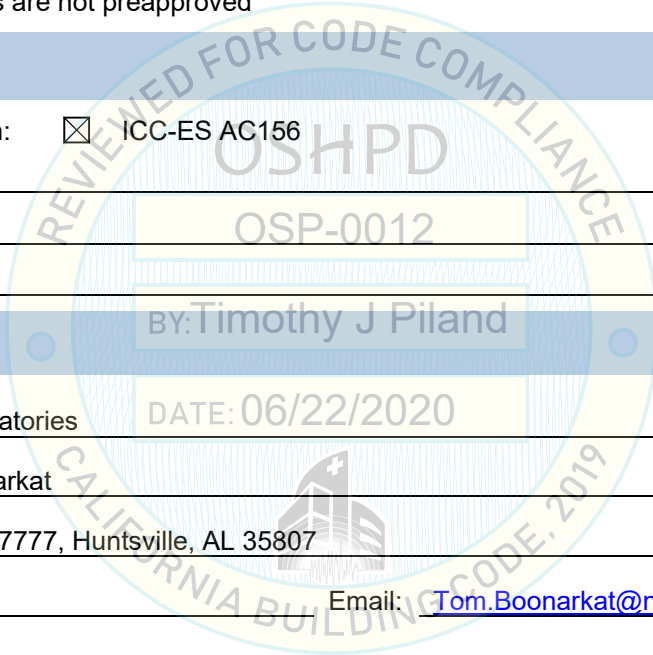 are not preapproved
REVIEWED FOR CODE COMPLIANCE
☒ ICC-ES AC156
OSHPD
OSP-0012
BY: Timothy J Piland
DATE: 06/22/2020
atories
arkat
7777, Huntsville, AL 35807
Email: Tom.Boonarkat@n
CALIFORNIA BUILDING CODE, 2019